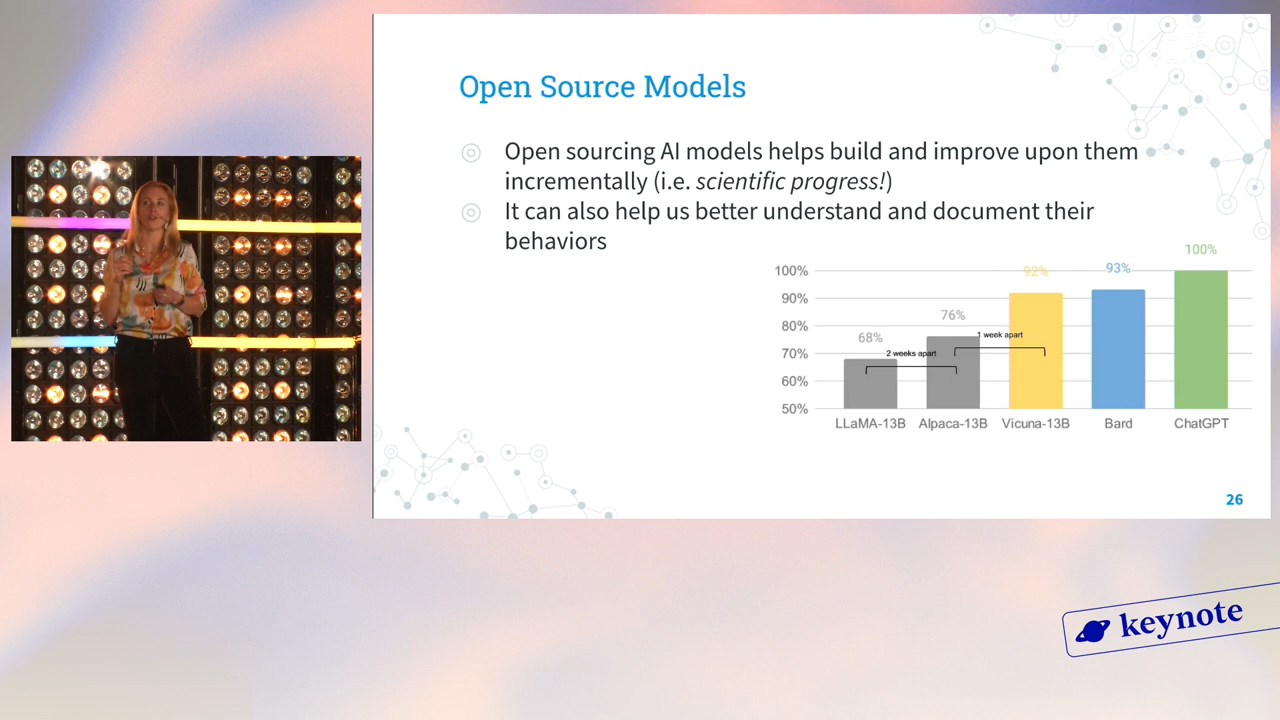 Open Source Models
Open sourcing AI models helps build and improve upon them
incrementally (i.e. scientific progress!)
It can also help us better understand and document their
behaviors
100%
90%
80%
70%
60%
50%
68%
76%
92%
93%
100%
2 weeks apart
1 week apart
LLaMA-13B
Alpaca-13B
Vicuna-13B
Bard
ChatGPT
26
keynote